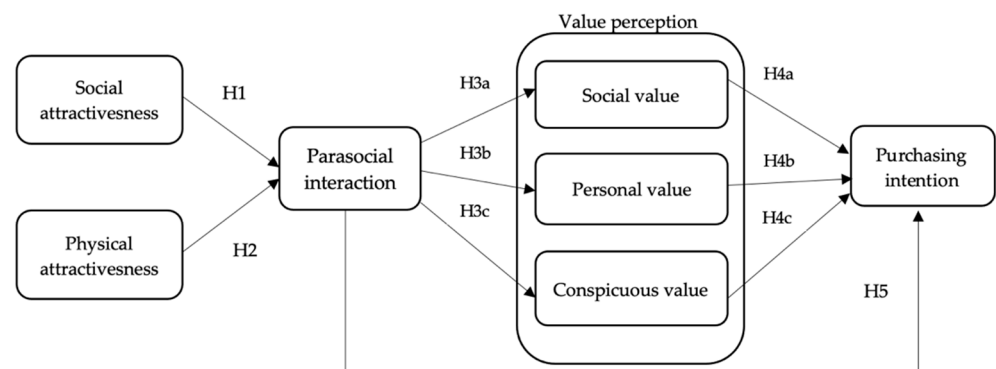 Value perception
Social
attractivesness
H1
Physical
attractivesness
H2
Parasocial
interaction
H3a
H3b
H3c
Social value
Personal value
Conspicuous value
H4a
H4b
H4c
Purchasing
intention
H5